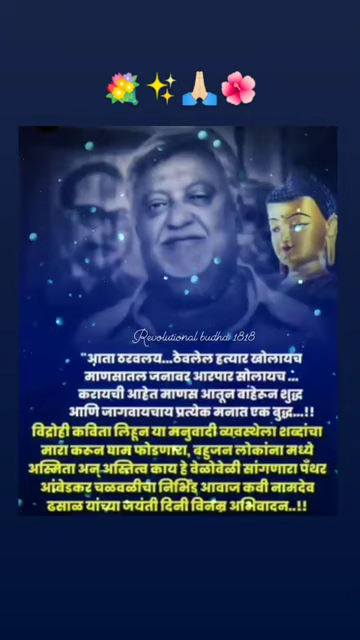 Revolutional budha 1818
"आता ठरवलय...ठेवलेल हत्यार खोलायच
माणसातल जनावर आरपार सोलायच ...
करायची आहेत माणस आतून बाहेरून शुद्ध
आणि जागवायचाय प्रत्येक मनात एक बुद्ध...!!
विद्रोही कविता लिहून या मनुवादी व्यवस्थेला शब्दांचा
मारा करून घाम फोडणारा, बहुजन लोकांना मध्ये
अस्मिता अन् अस्तित्व काय हे वेळोवेळी सांगणारा पँथर
आंबेडकर चळवळीचा निर्भिड आवाज कवी नामदेव
ढसाळ यांच्या जयंती दिनी विनम्र अभिवादन..!!